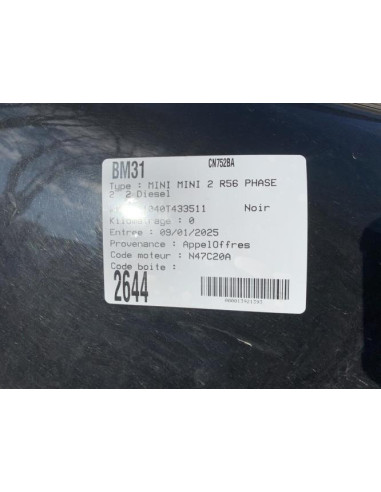 BM31 CN752BA
Type : MINI MINI 2 R56 PHASE
2 2 Diesel
040T433511 Noir
Kilométrage : 0
Entree : 09/01/2025
Provenance : AppelOffres
Code moteur : N47C20A
Code boite :
2644